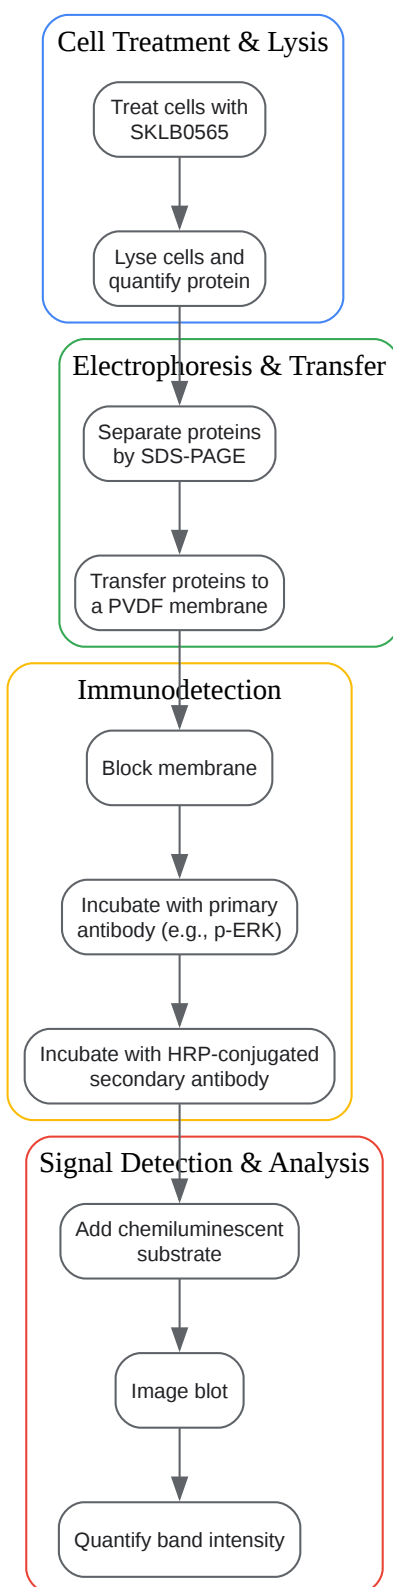 Cell Treatment & Lysis
Treat cells with
SKLB0565
Lyse cells and
quantify protein
Electrophoresis & Transfer
Separate proteins
by SDS-PAGE
Transfer proteins to
a PVDF membrane
Immunodetection
Block membrane
Incubate with primary
antibody (e.g., p-ERK)
Incubate with HRP-conjugated
secondary antibody
Signal Detection & Analysis
Add chemiluminescent
substrate
Image blot
Quantify band intensity